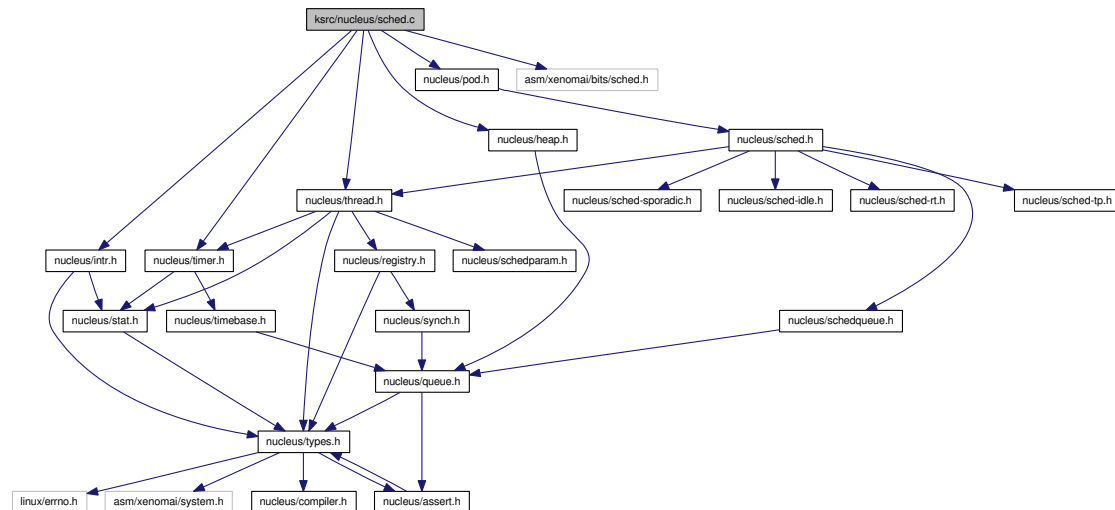 ksrc/nucleus/sched.c
nucleus/pod.h
asm/xenomai/bits/sched.h
nucleus/heap.h
nucleus/sched.h
nucleus/thread.h
nucleus/sched-sporadic.h
nucleus/sched-idle.h
nucleus/sched-rt.h
nucleus/sched-tp.h
nucleus/intr.h
nucleus/timer.h
nucleus/registry.h
nucleus/schedparam.h
nucleus/stat.h
nucleus/timebase.h
nucleus/synch.h
nucleus/schedqueue.h
nucleus/queue.h
nucleus/types.h
linux/errno.h
asm/xenomai/system.h
nucleus/compiler.h
nucleus/assert.h